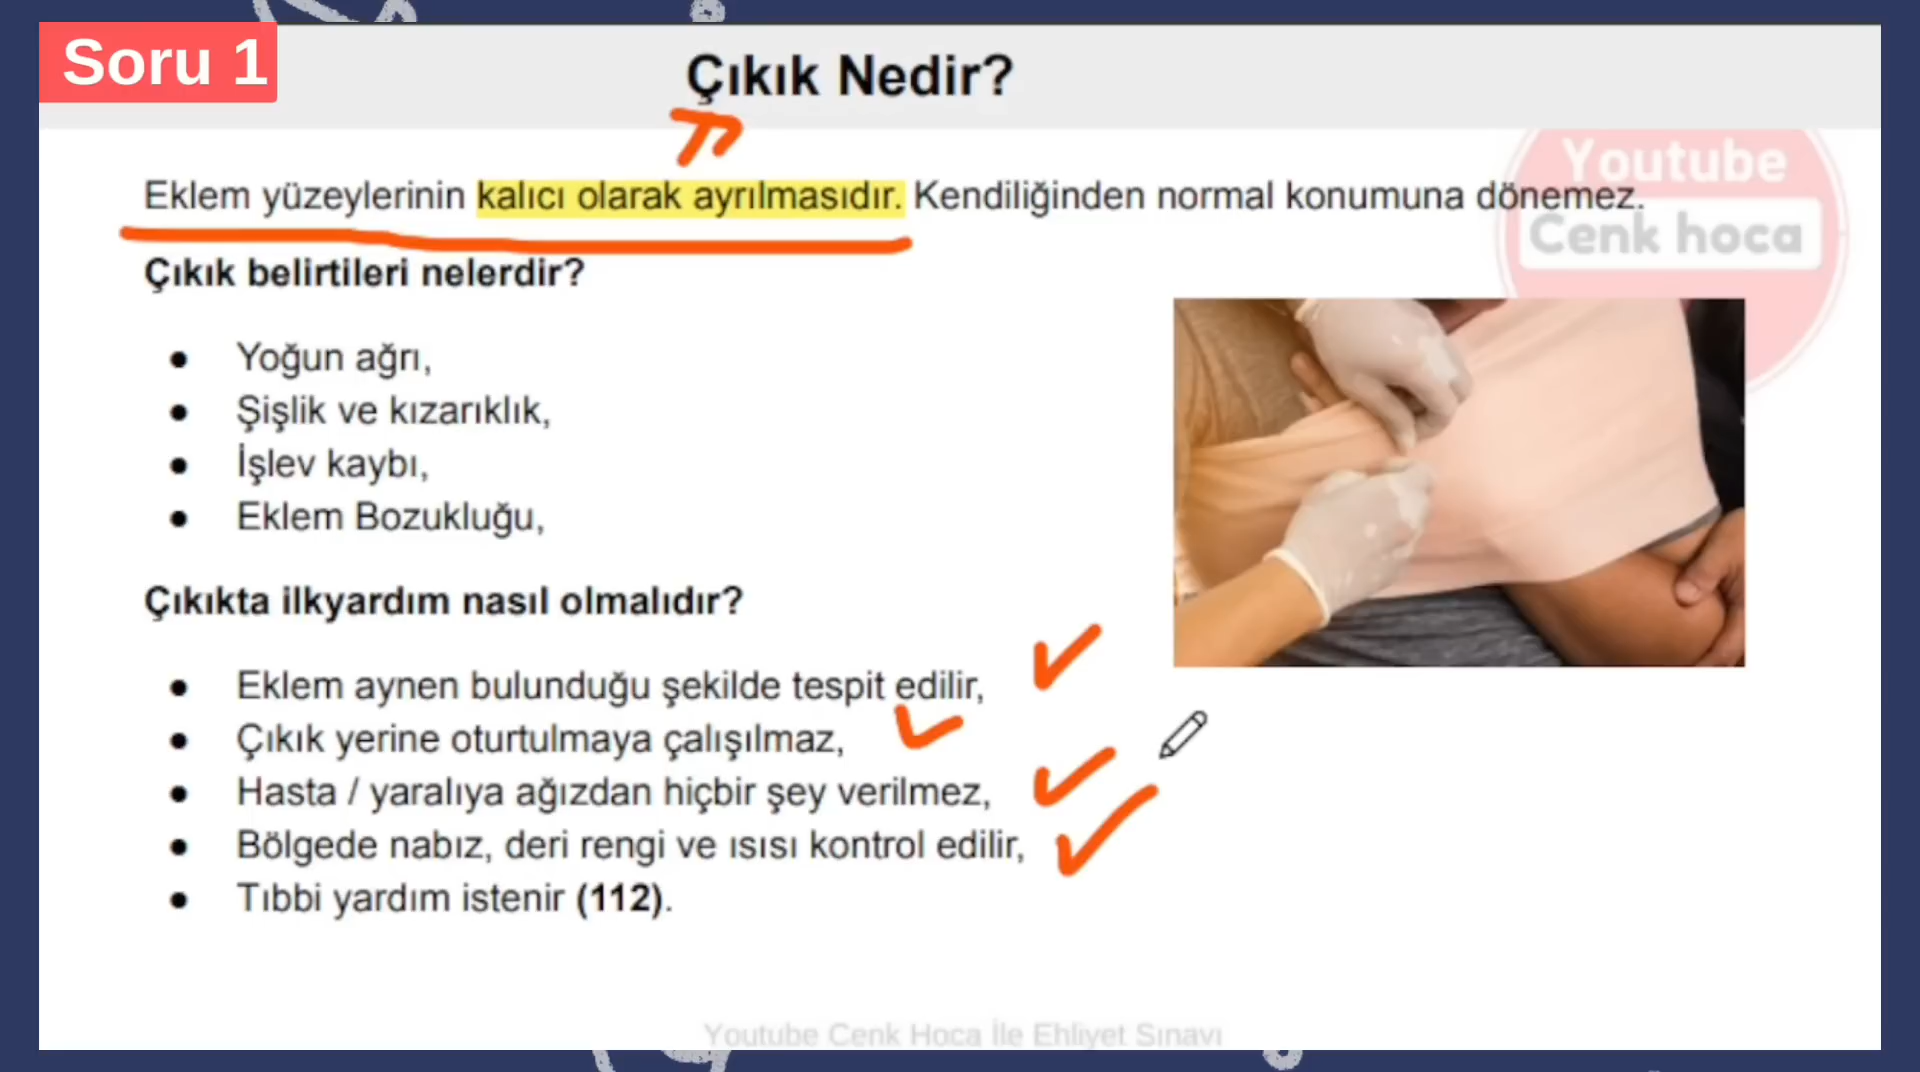 Soru 1
Çıkık Nedir?
Youtube
Cenk hoca
Eklem yüzeylerinin kalıcı olarak ayrılmasıdır. Kendiliğinden normal konumuna dönemez.
Çıkık belirtileri nelerdir?
● Yoğun ağrı,
● Şişlik ve kızarıklık,
● İşlev kaybı,
● Eklem Bozukluğu,
Çıkıkta ilkyardım nasıl olmalıdır?
● Eklem aynen bulunduğu şekilde tespit edilir,
● Çıkık yerine oturtulmaya çalışılmaz,
● Hasta / yaralıya ağızdan hiçbir şey verilmez,
● Bölgede nabız, deri rengi ve ısısı kontrol edilir,
● Tıbbi yardım istenir (112).
Youtube Cenk Hoca İle Ehliyet Sınavı